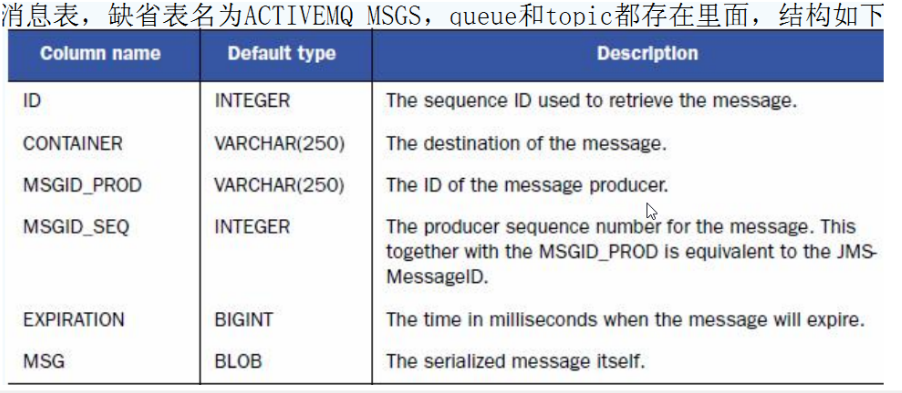 消息表，缺省表名为ACTIVEMQ_MSGS，queue和topic都存在里面，结构如下
Column name Default type Description
ID INTEGER The sequence ID used to retrieve the message.
CONTAINER VARCHAR(250) The destination of the message.
MSGID_PROD VARCHAR(250) The ID of the message producer.
MSGID_SEQ INTEGER The producer sequence number for the message. This
together with the MSGID_PROD is equivalent to the JMS-
MessageID.
EXPIRATION BIGINT The time in milliseconds when the message will expire.
MSG BLOB The serialized message itself.